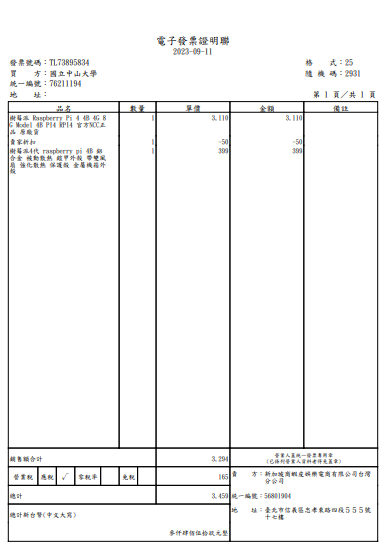 電子發票證明聯
2023-09-11
發票號碼：TL73895834
格 式：25
買 方：國立中山大學
隨 機 碼：2931
統一編號：76211194
地 址：
第 1 頁／共 1 頁
品名 數量 單價 金額 備註
樹莓派 Raspberry Pi 4 4B 4G 8 1 3,110 3,110
G Model 4B PI4 RPI4 官方NCC正
品 原廠貨
賣家折扣 1 -50 -50
樹莓派4代 raspberry pi 4B 鋁 1 399 399
合金 被動散熱 鎧甲外殼 帶雙風
扇 強化散熱 保護殼 金屬機箱外
殼
銷售額合計 3,294
營業人蓋統一發票專用章
(已條列營業人資料者得免蓋章)
營業稅 應稅 √ 零稅率 免稅 165
賣 方：新加坡商蝦皮娛樂電商有限公司台灣
分公司
總計 3,459
統一編號：56801904
總計新台幣(中文大寫)
地 址：臺北市信義區忠孝東路四段５５５號
十七樓
參仟肆佰伍拾玖元整